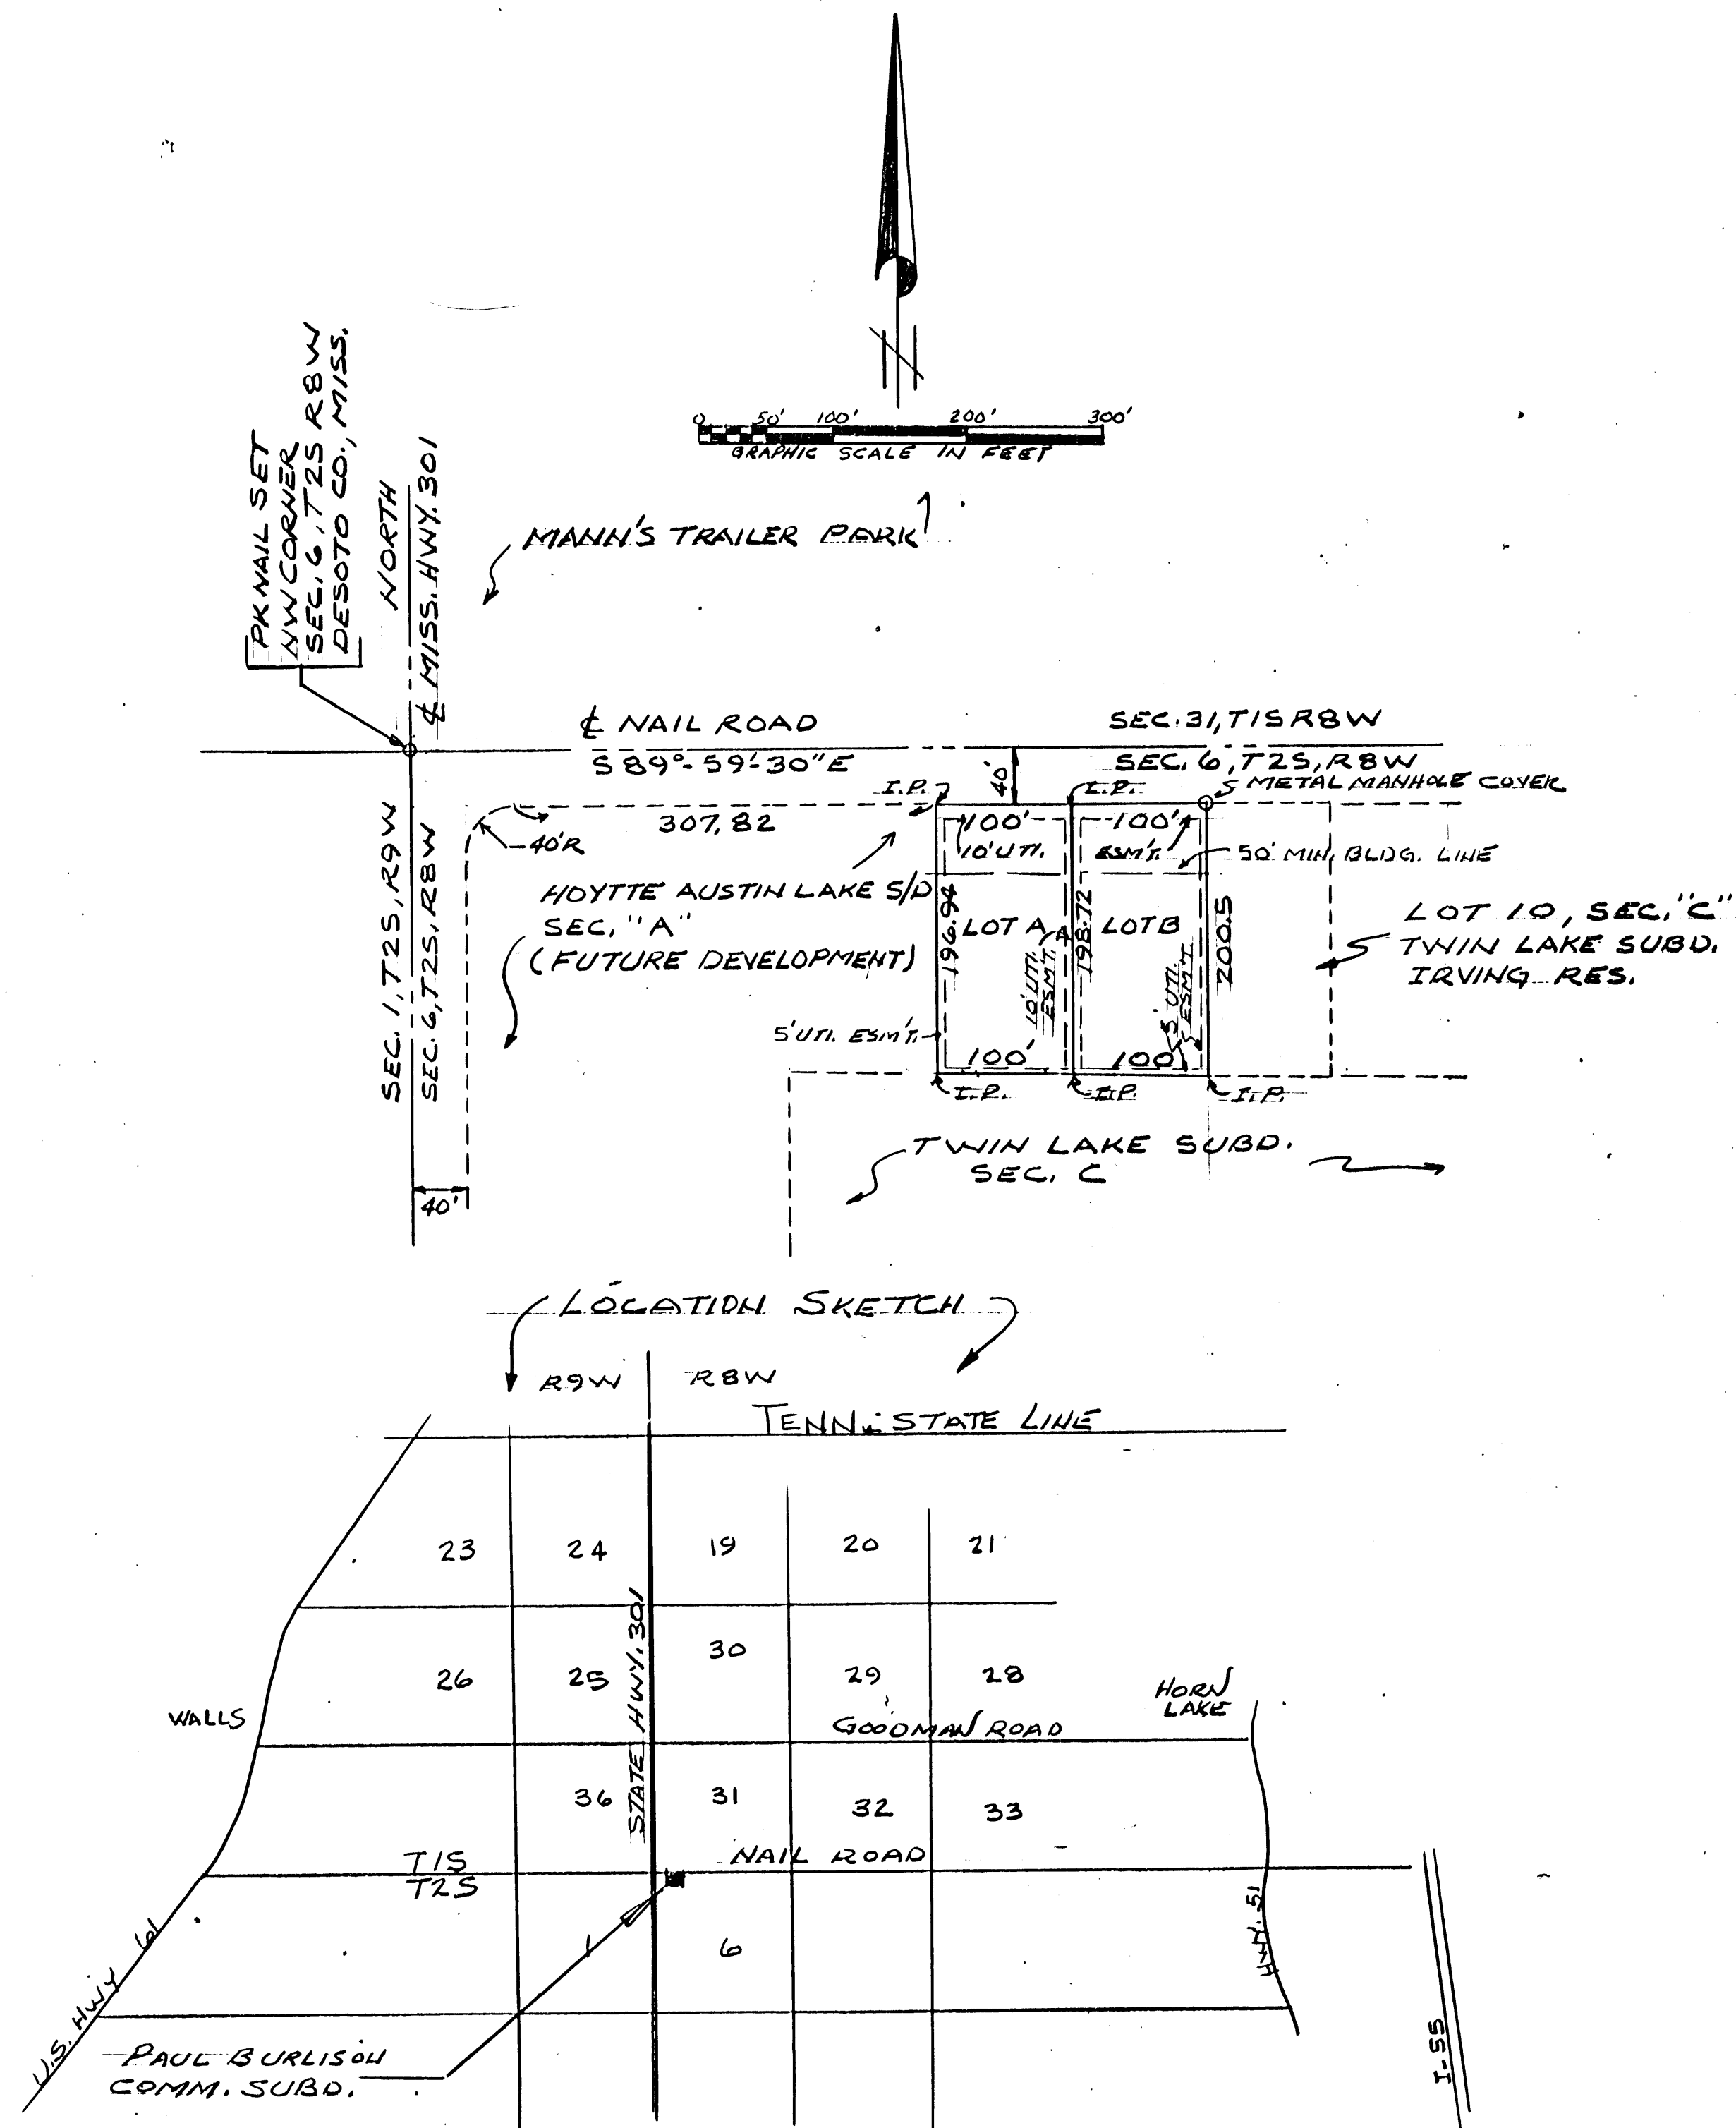 0 50' 100' 200' 300'
GRAPHIC SCALE IN FEET
PK NAIL SET
NW CORNER
SEC. 6, T2S R8W
DESOTO CO., MISS.
NORTH
℄ MISS. HWY. 301
MANN'S TRAILER PARK
℄ NAIL ROAD
S 89°-59'-30" E
SEC. 31, T1S R8W
SEC. 6, T2S, R8W
40'
I.P.
I.P.
METAL MANHOLE COVER
307.82
40'R
100'
100'
10' UTI.
ESM'T.
50' MIN. BLDG. LINE
SEC. 1, T2S, R9W
SEC. 6, T2S, R8W
HOYTTE AUSTIN LAKE S/D
SEC. "A"
(FUTURE DEVELOPMENT)
196.94
LOT A
198.72
LOT B
200.5
LOT 10, SEC. "C"
TWIN LAKE SUBD.
IRVING RES.
10' UTI.
ESM'T.
5' UTI.
ESM'T.
5' UTI. ESM'T.
100'
100'
I.P.
I.P.
I.P.
TWIN LAKE SUBD.
SEC. C
40'
LOCATION SKETCH
R9W R8W
TENN. STATE LINE
23 24 19 20 21
STATE HWY. 301
26 25 30 29 28
WALLS
HORN
LAKE
GOODMAN ROAD
36 31 32 33
NAIL ROAD
T1S
T2S
1 6
U.S. HWY 61
HWY. 51
I-55
PAUL BURLISON
COMM. SUBD.